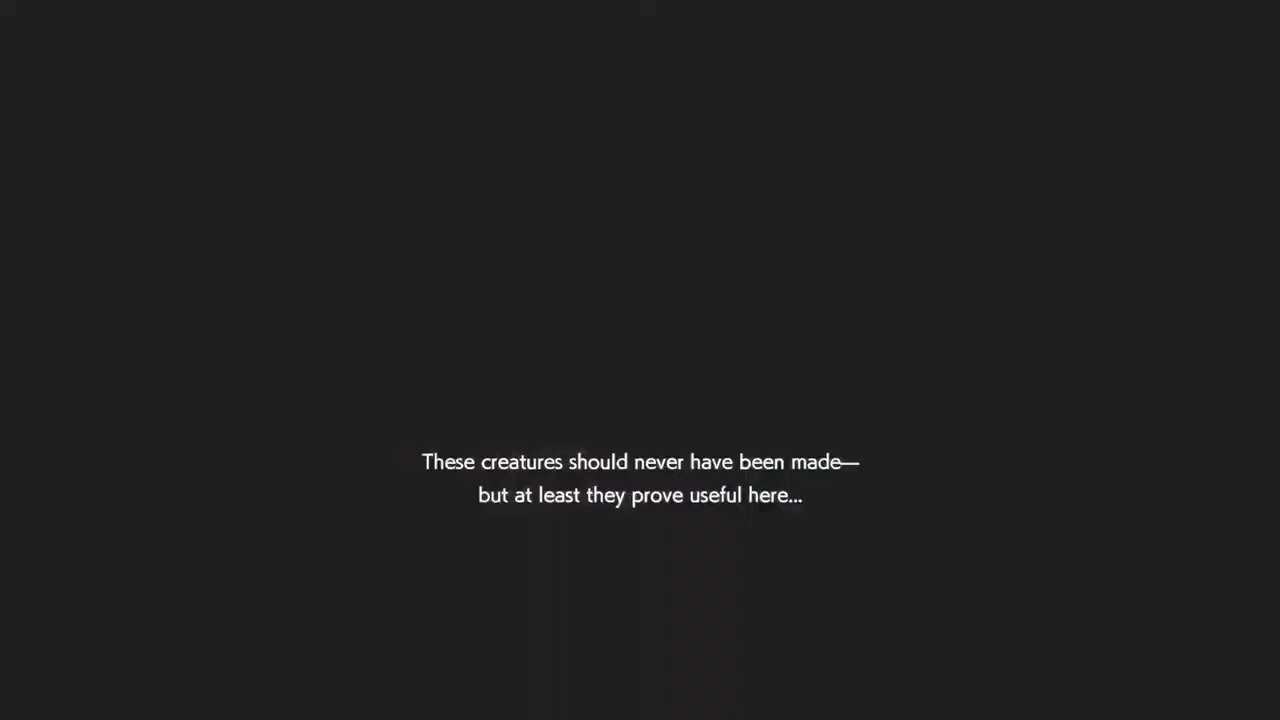 These creatures should never have been made—
but at least they prove useful here...